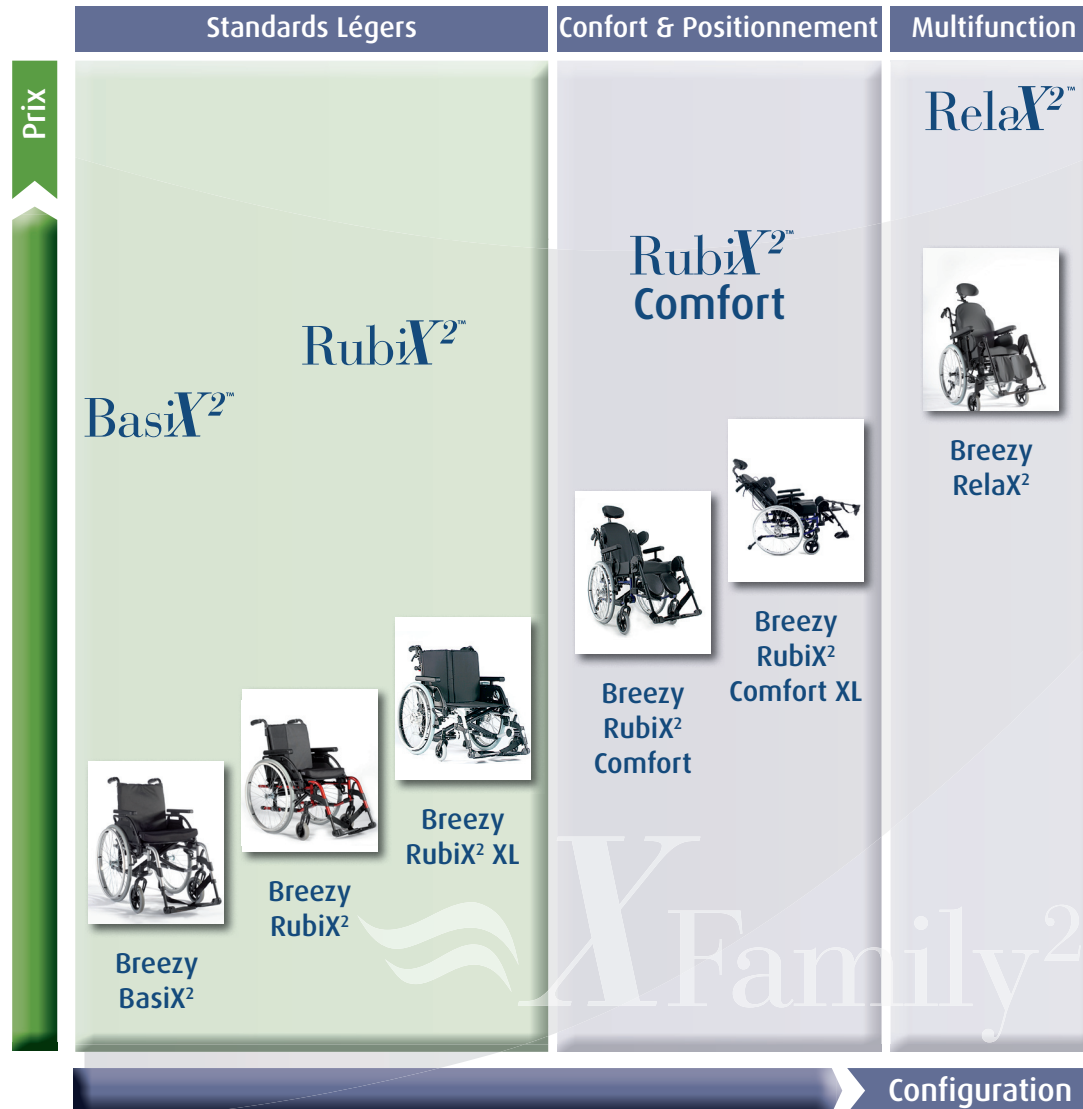 Standards Légers
Confort & Positionnement
Multifunction
Prix
RelaX²™
RubiX²™
Comfort
RubiX²™
BasiX²™
Breezy
RelaX²
Breezy
RubiX²
Comfort XL
Breezy
RubiX²
Comfort
Breezy
RubiX² XL
Breezy
RubiX²
Breezy
BasiX²
XFamily²
Configuration